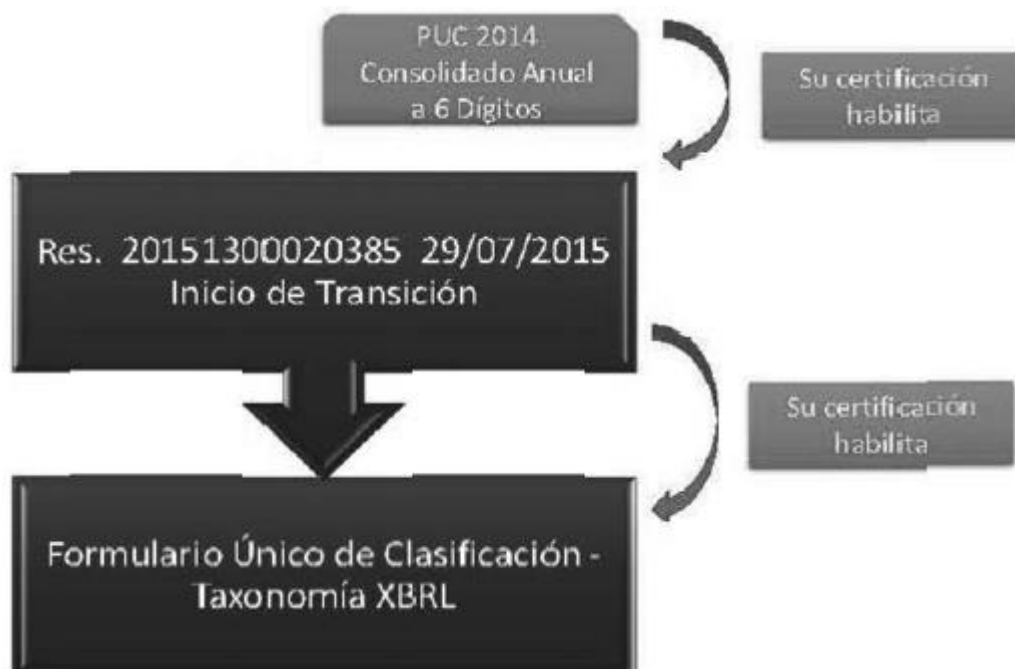 PUC 2014
Consolidado Anual
a 6 Dígitos
Su certificación
habilita
Res. 20151300020385 29/07/2015
Inicio de Transición
Su certificación
habilita
Formulario Único de Clasificación -
Taxonomía XBRL